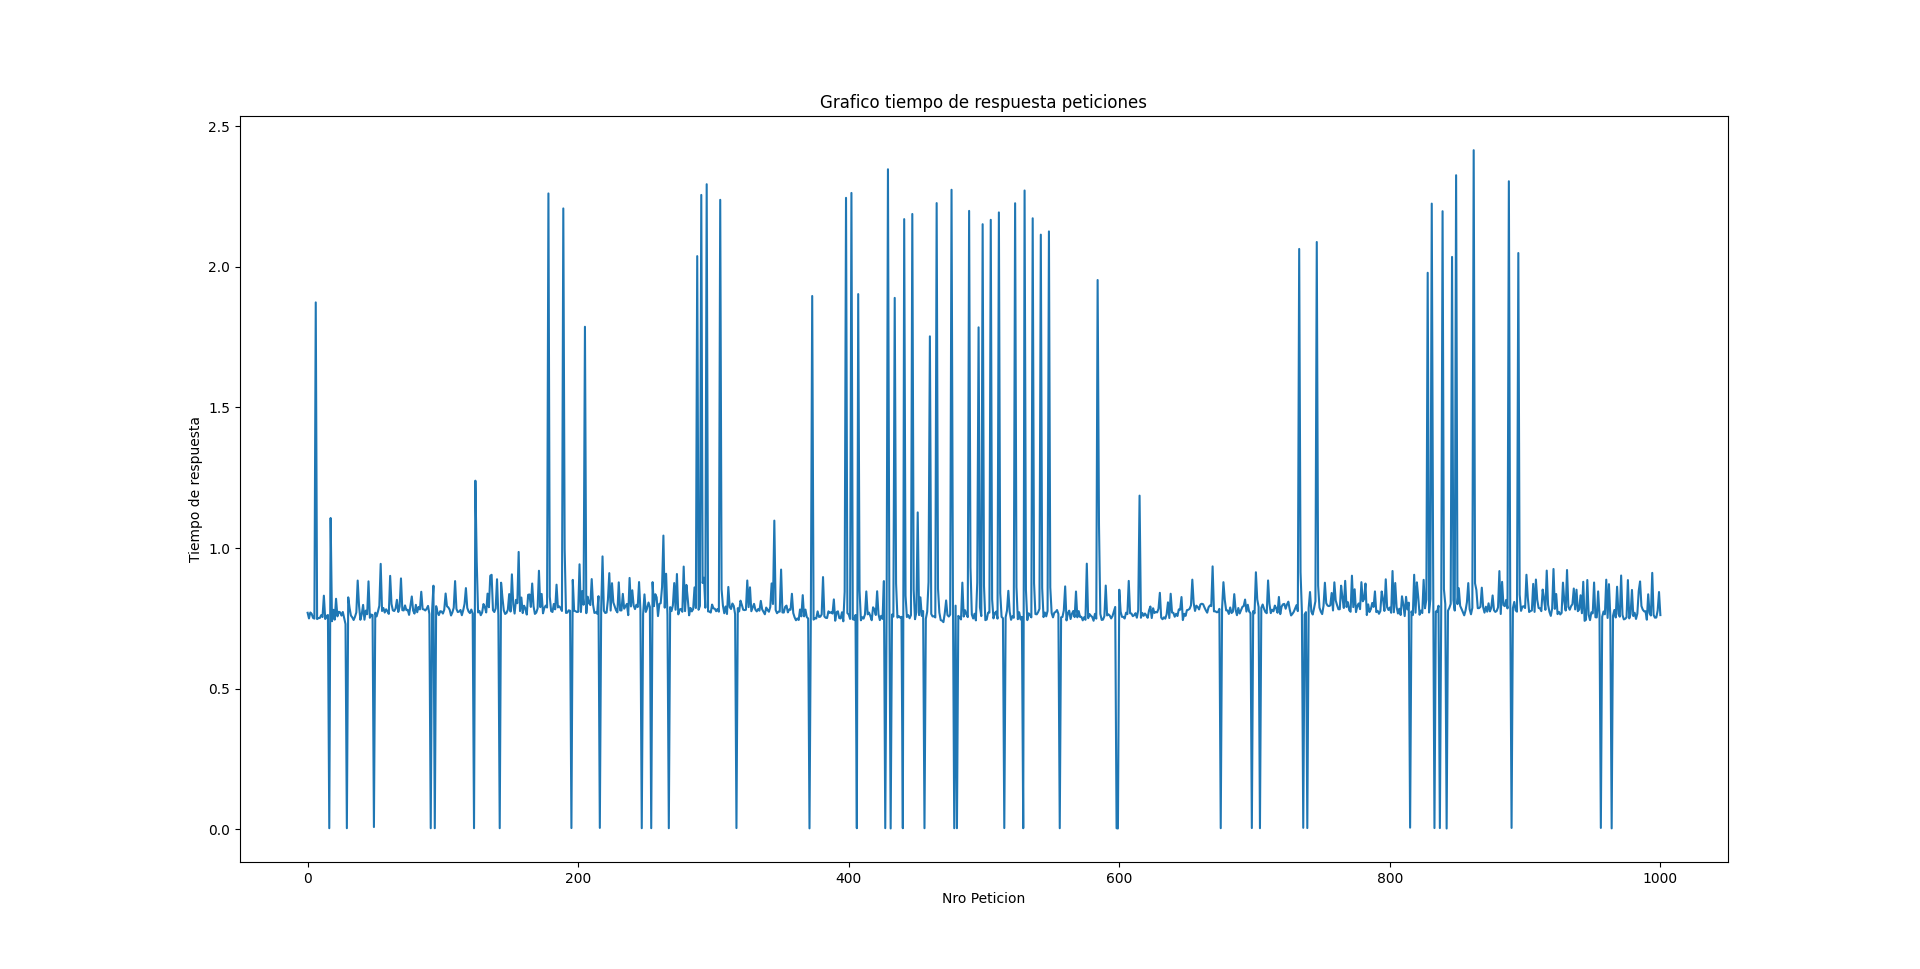 Grafico tiempo de respuesta peticiones
2.5
2.0
1.5
1.0
0.5
0.0
Tiempo de respuesta
0 200 400 600 800 1000
Nro Peticion